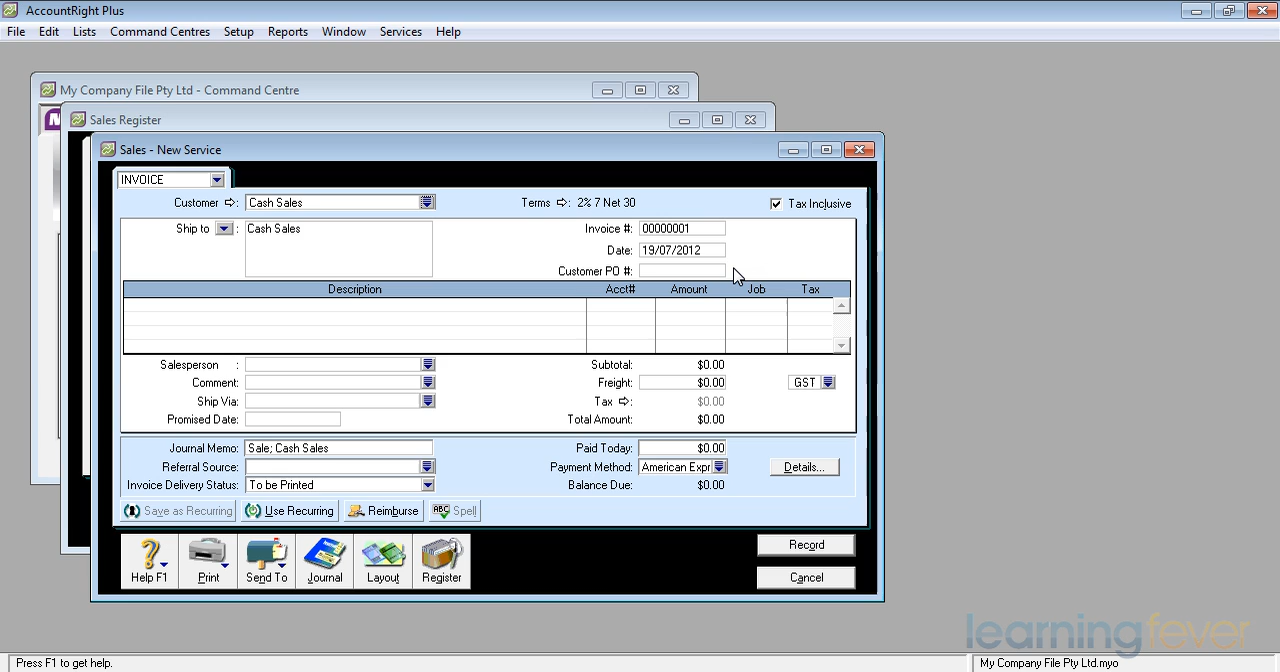 AccountRight Plus
File Edit Lists Command Centres Setup Reports Window Services Help
My Company File Pty Ltd - Command Centre
Sales Register
Sales - New Service
INVOICE
Customer : Cash Sales Terms : 2% 7 Net 30 Tax Inclusive
Ship to : Cash Sales Invoice #: 00000001
Date: 19/07/2012
Customer PO #:
Description Acct# Amount Job Tax
Salesperson : Subtotal: $0.00
Comment: Freight: $0.00 GST
Ship Via: Tax : $0.00
Promised Date: Total Amount: $0.00
Journal Memo: Sale; Cash Sales Paid Today: $0.00
Referral Source: Payment Method: American Expr Details...
Invoice Delivery Status: To be Printed Balance Due: $0.00
Save as Recurring Use Recurring Reimburse ABC Spell
Help F1 Print Send To Journal Layout Register
Record
Cancel
learningfever
Press F1 to get help. My Company File Pty Ltd.myo